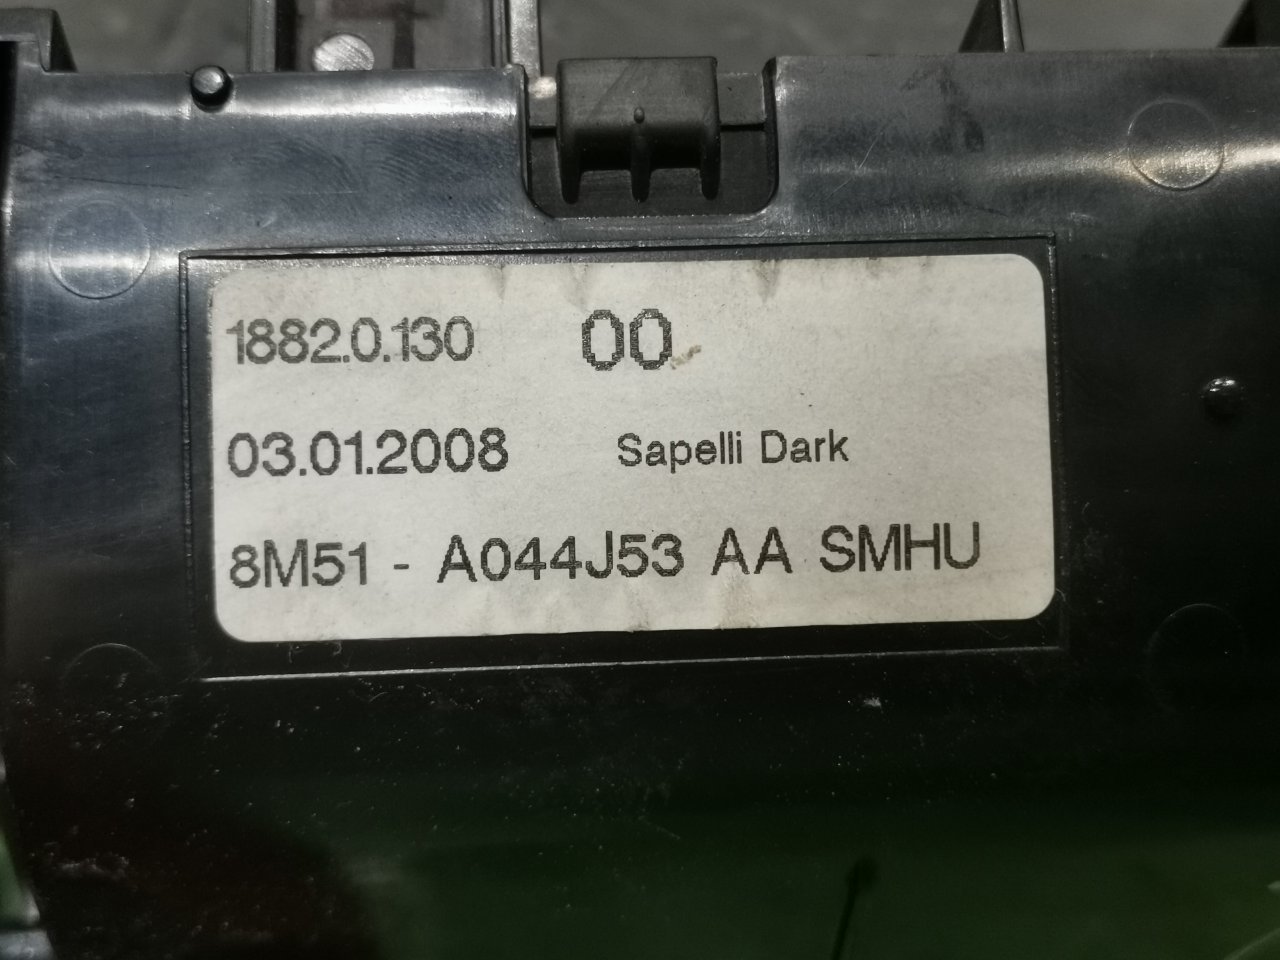 1882.0.130 00
03.01.2008 Sapelli Dark
8M51 - A044J53 AA SMHU